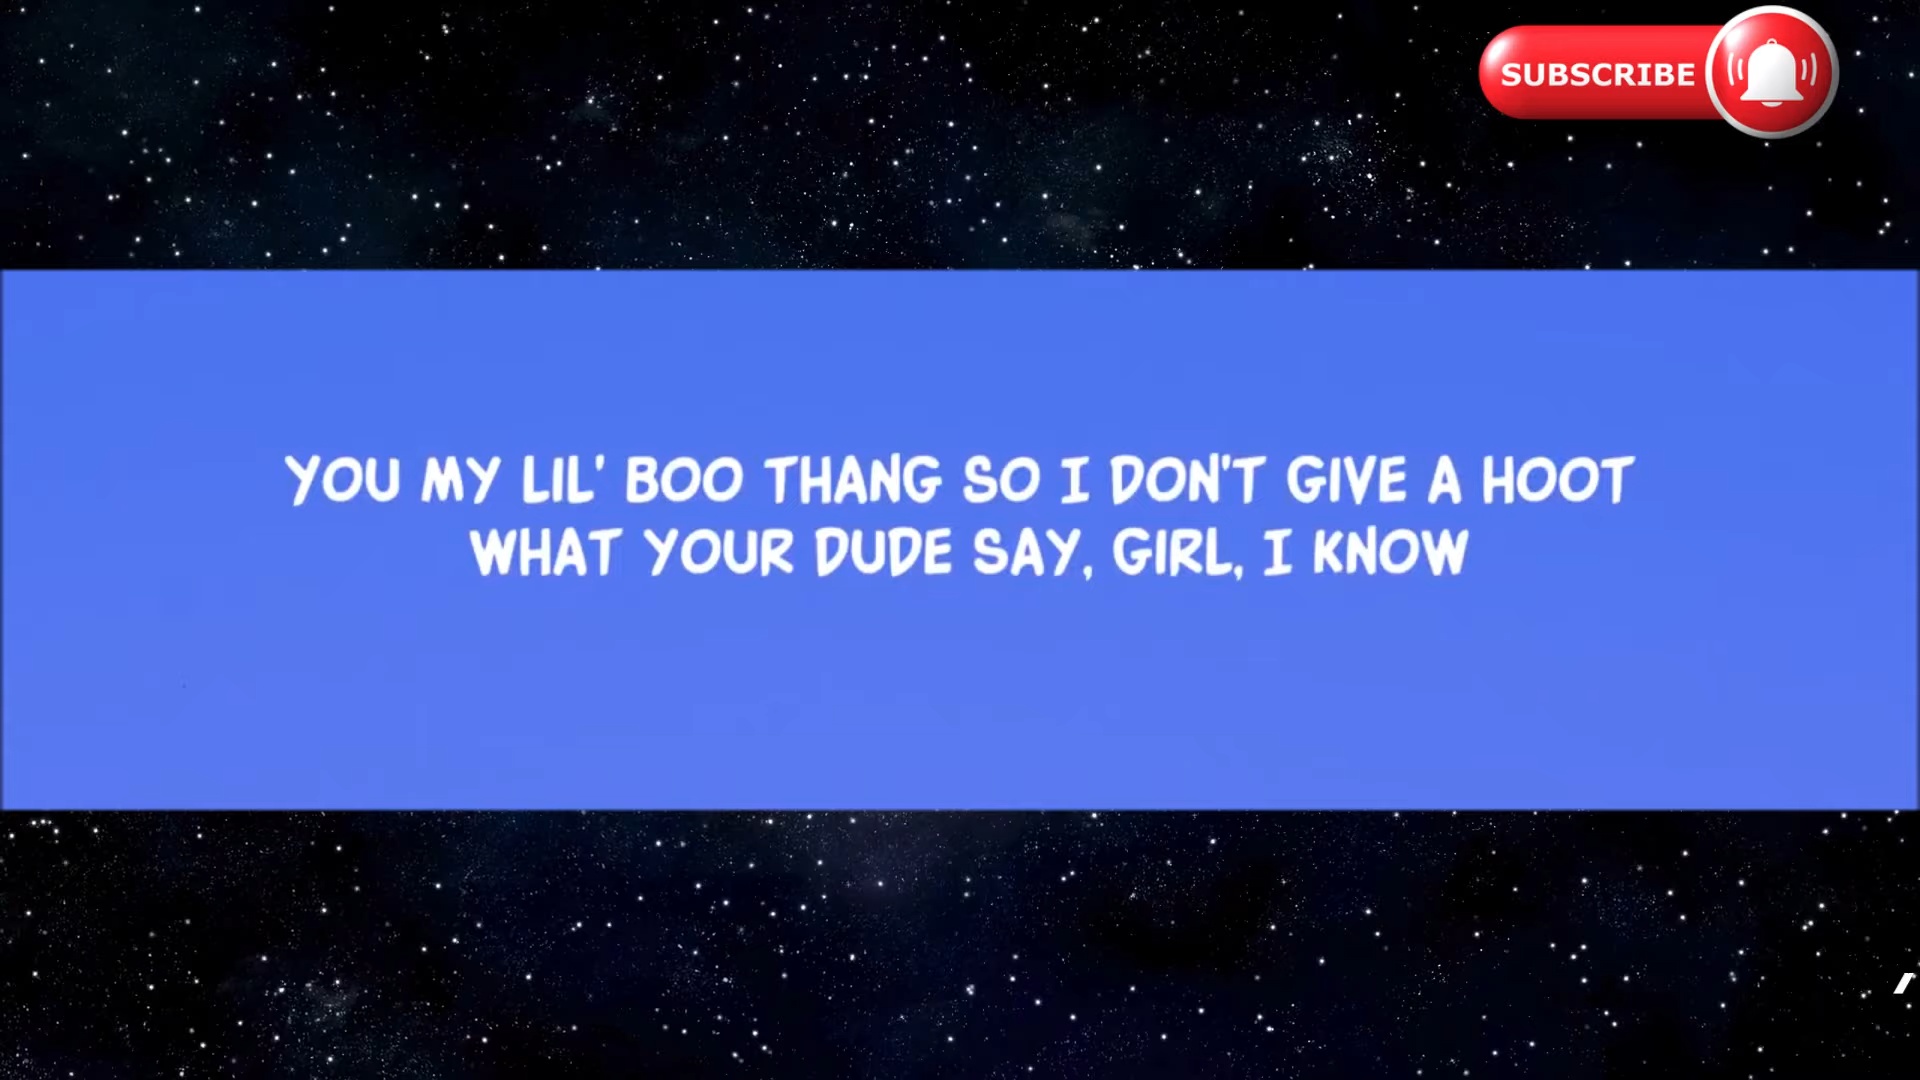 SUBSCRIBE
YOU MY LIL' BOO THANG SO I DON'T GIVE A HOOT
WHAT YOUR DUDE SAY, GIRL, I KNOW